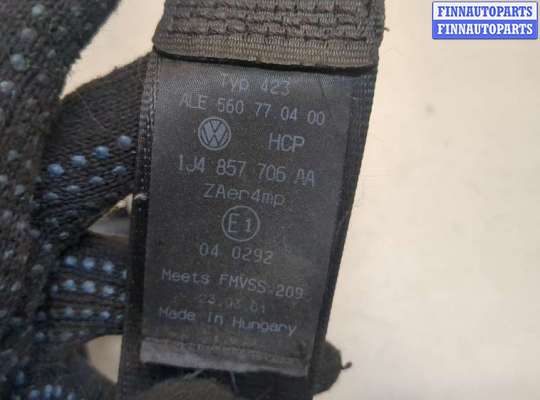 FINNAUTOPARTS
FINNAUTOPARTS
Typ 423
ALE 560 77 04 00
HCP
1J4 857 706 AA
ZAer4mp
E1
04 0292
Meets FMVSS 209
Made in Hungary